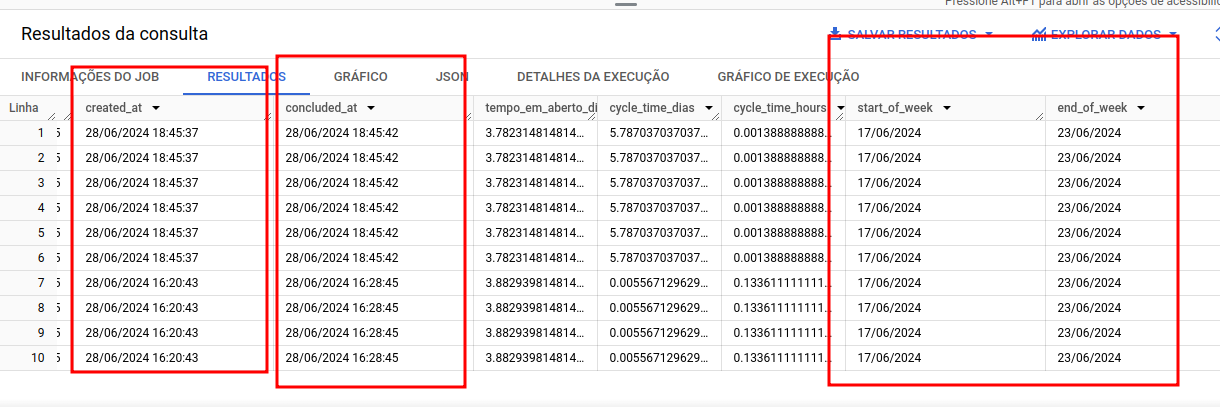 Pressione Alt+F1 para abrir as opções de acessibili
Resultados da consulta
SALVAR RESULTADOS
EXPLORAR DADOS
INFORMAÇÕES DO JOB RESULTADOS GRÁFICO JSON DETALHES DA EXECUÇÃO GRÁFICO DE EXECUÇÃO
Linha created_at concluded_at tempo_em_aberto_di cycle_time_dias cycle_time_hours start_of_week end_of_week
1 5 28/06/2024 18:45:37 28/06/2024 18:45:42 3.782314814814... 5.787037037037... 0.001388888888... 17/06/2024 23/06/2024
2 5 28/06/2024 18:45:37 28/06/2024 18:45:42 3.782314814814... 5.787037037037... 0.001388888888... 17/06/2024 23/06/2024
3 5 28/06/2024 18:45:37 28/06/2024 18:45:42 3.782314814814... 5.787037037037... 0.001388888888... 17/06/2024 23/06/2024
4 5 28/06/2024 18:45:37 28/06/2024 18:45:42 3.782314814814... 5.787037037037... 0.001388888888... 17/06/2024 23/06/2024
5 5 28/06/2024 18:45:37 28/06/2024 18:45:42 3.782314814814... 5.787037037037... 0.001388888888... 17/06/2024 23/06/2024
6 5 28/06/2024 18:45:37 28/06/2024 18:45:42 3.782314814814... 5.787037037037... 0.001388888888... 17/06/2024 23/06/2024
7 5 28/06/2024 16:20:43 28/06/2024 16:28:45 3.882939814814... 0.005567129629... 0.133611111111... 17/06/2024 23/06/2024
8 5 28/06/2024 16:20:43 28/06/2024 16:28:45 3.882939814814... 0.005567129629... 0.133611111111... 17/06/2024 23/06/2024
9 5 28/06/2024 16:20:43 28/06/2024 16:28:45 3.882939814814... 0.005567129629... 0.133611111111... 17/06/2024 23/06/2024
10 5 28/06/2024 16:20:43 28/06/2024 16:28:45 3.882939814814... 0.005567129629... 0.133611111111... 17/06/2024 23/06/2024